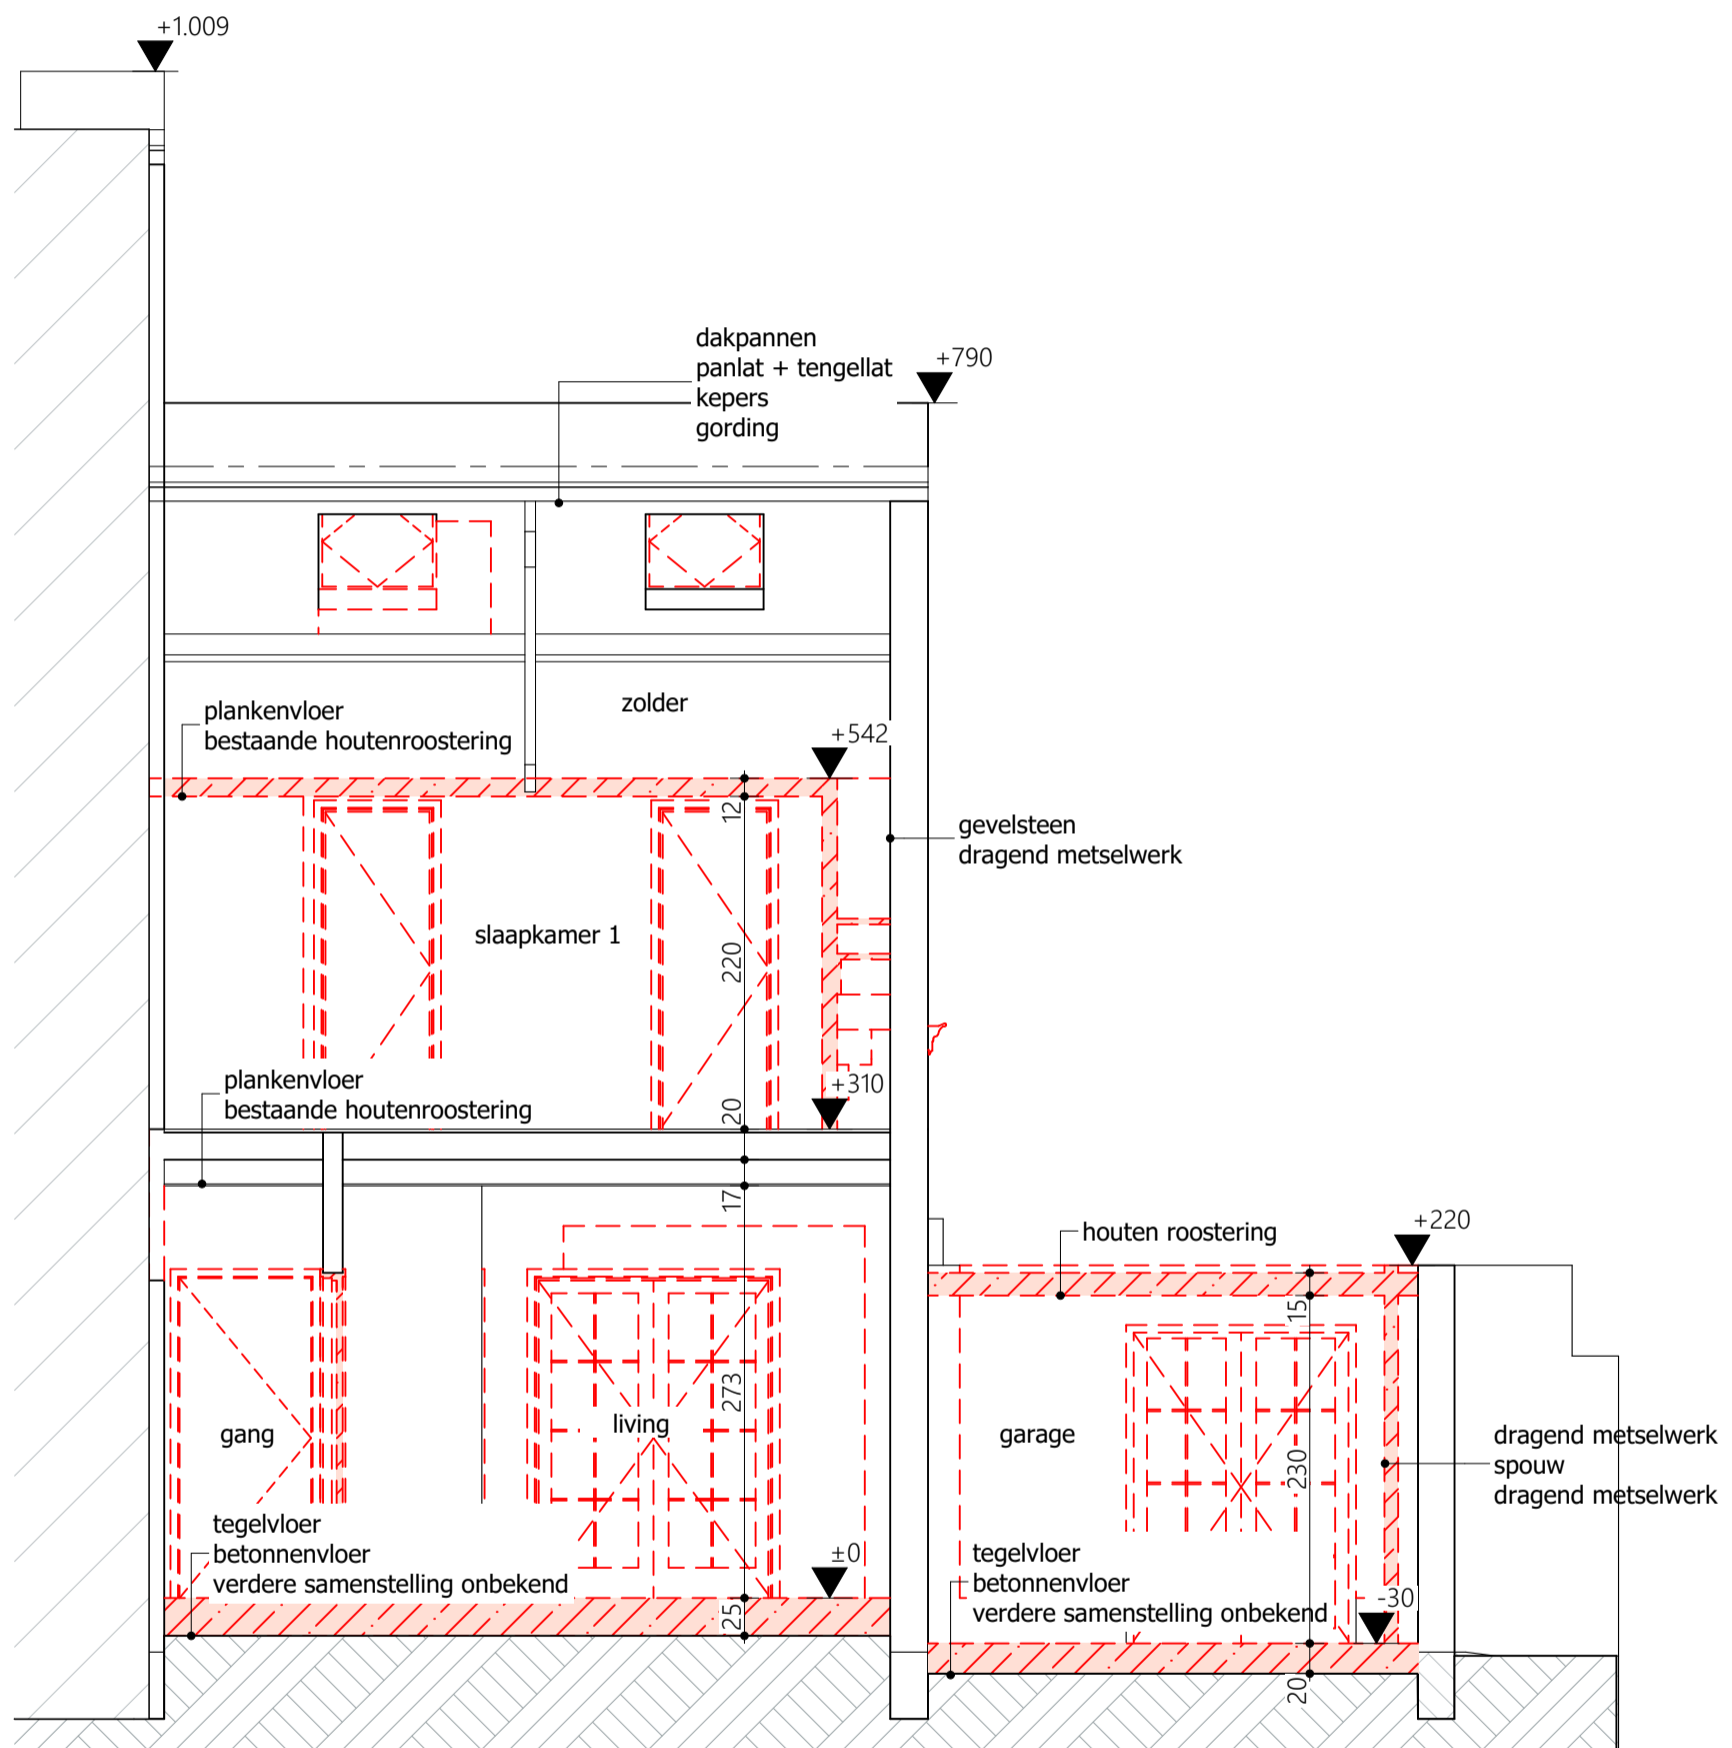 +1.009
dakpannen
panlat + tengellat
kepers
gording
+790
zolder
plankenvloer
bestaande houtenroostering
+542
12
gevelsteen
dragend metselwerk
slaapkamer 1
220
plankenvloer
bestaande houtenroostering
+310
20
17
houten roostering
+220
15
273
living
gang
garage
230
dragend metselwerk
spouw
dragend metselwerk
tegelvloer
betonnenvloer
verdere samenstelling onbekend
±0
25
tegelvloer
betonnenvloer
verdere samenstelling onbekend
-30
20